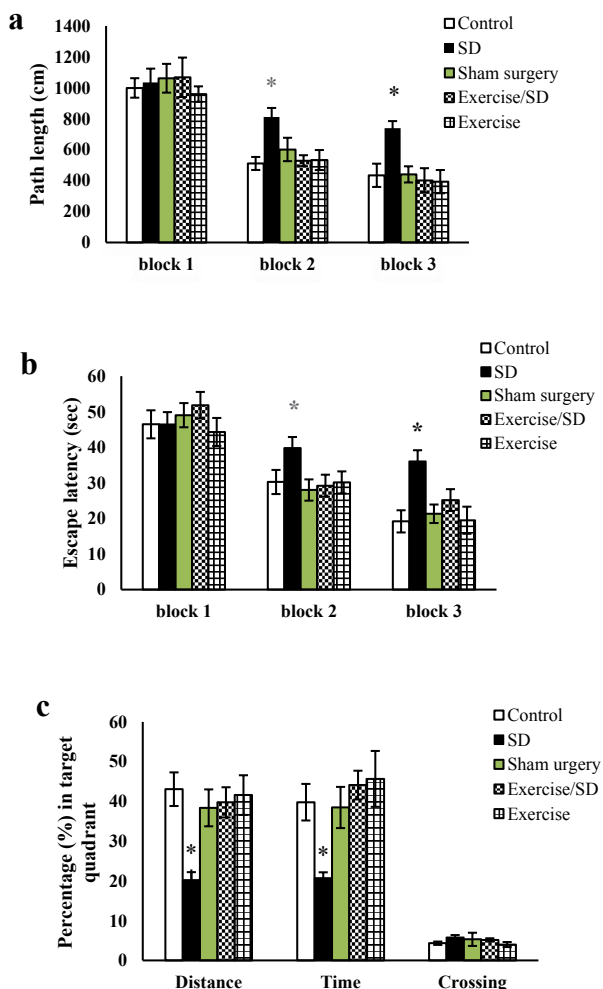 a
Path length (cm)
1400
1200
1000
800
600
400
200
0
*
*
block 1 block 2 block 3
Control
SD
Sham surgery
Exercise/SD
Exercise
b
Escape latency (sec)
60
50
40
30
20
10
0
*
*
block 1 block 2 block 3
Control
SD
Sham surgery
Exercise/SD
Exercise
c
Percentage (%) in target
quadrant
60
50
40
30
20
10
0
*
*
Distance Time Crossing
Control
SD
Sham urgery
Exercise/SD
Exercise